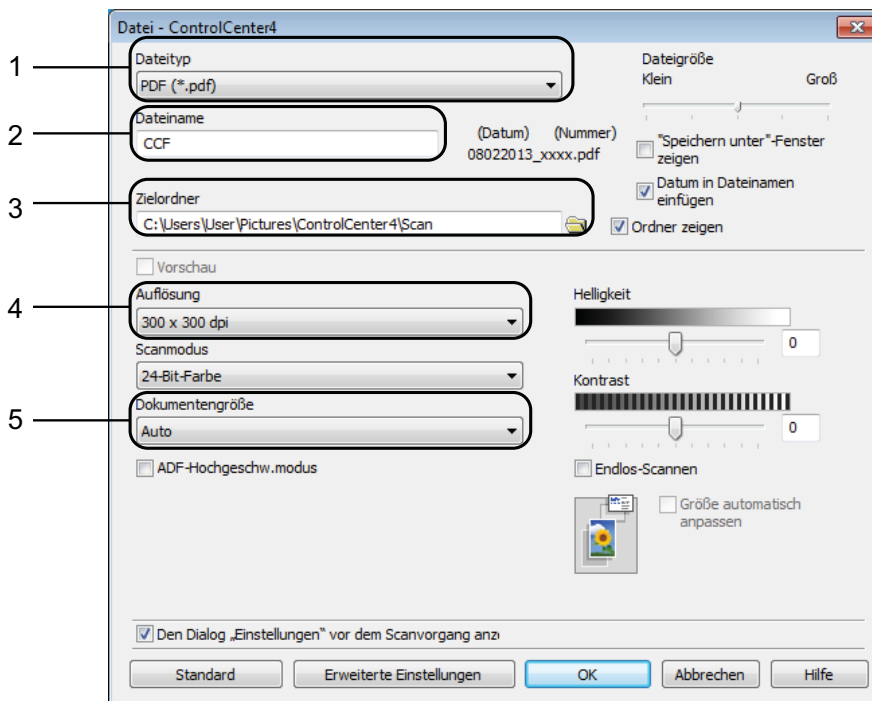 Datei - ControlCenter4
1
Dateityp
PDF (*.pdf)
Dateigröße
Klein Groß
2
Dateiname
CCF
(Datum) (Nummer)
08022013_xxxx.pdf
"Speichern unter"-Fenster
zeigen
Datum in Dateinamen
einfügen
3
Zielordner
C:\Users\User\Pictures\ControlCenter4\Scan
Ordner zeigen
Vorschau
4
Auflösung
300 x 300 dpi
Helligkeit
0
Scanmodus
24-Bit-Farbe
Kontrast
0
5
Dokumentengröße
Auto
ADF-Hochgeschw.modus
Endlos-Scannen
Größe automatisch
anpassen
Den Dialog „Einstellungen“ vor dem Scanvorgang anz
Standard Erweiterte Einstellungen OK Abbrechen Hilfe